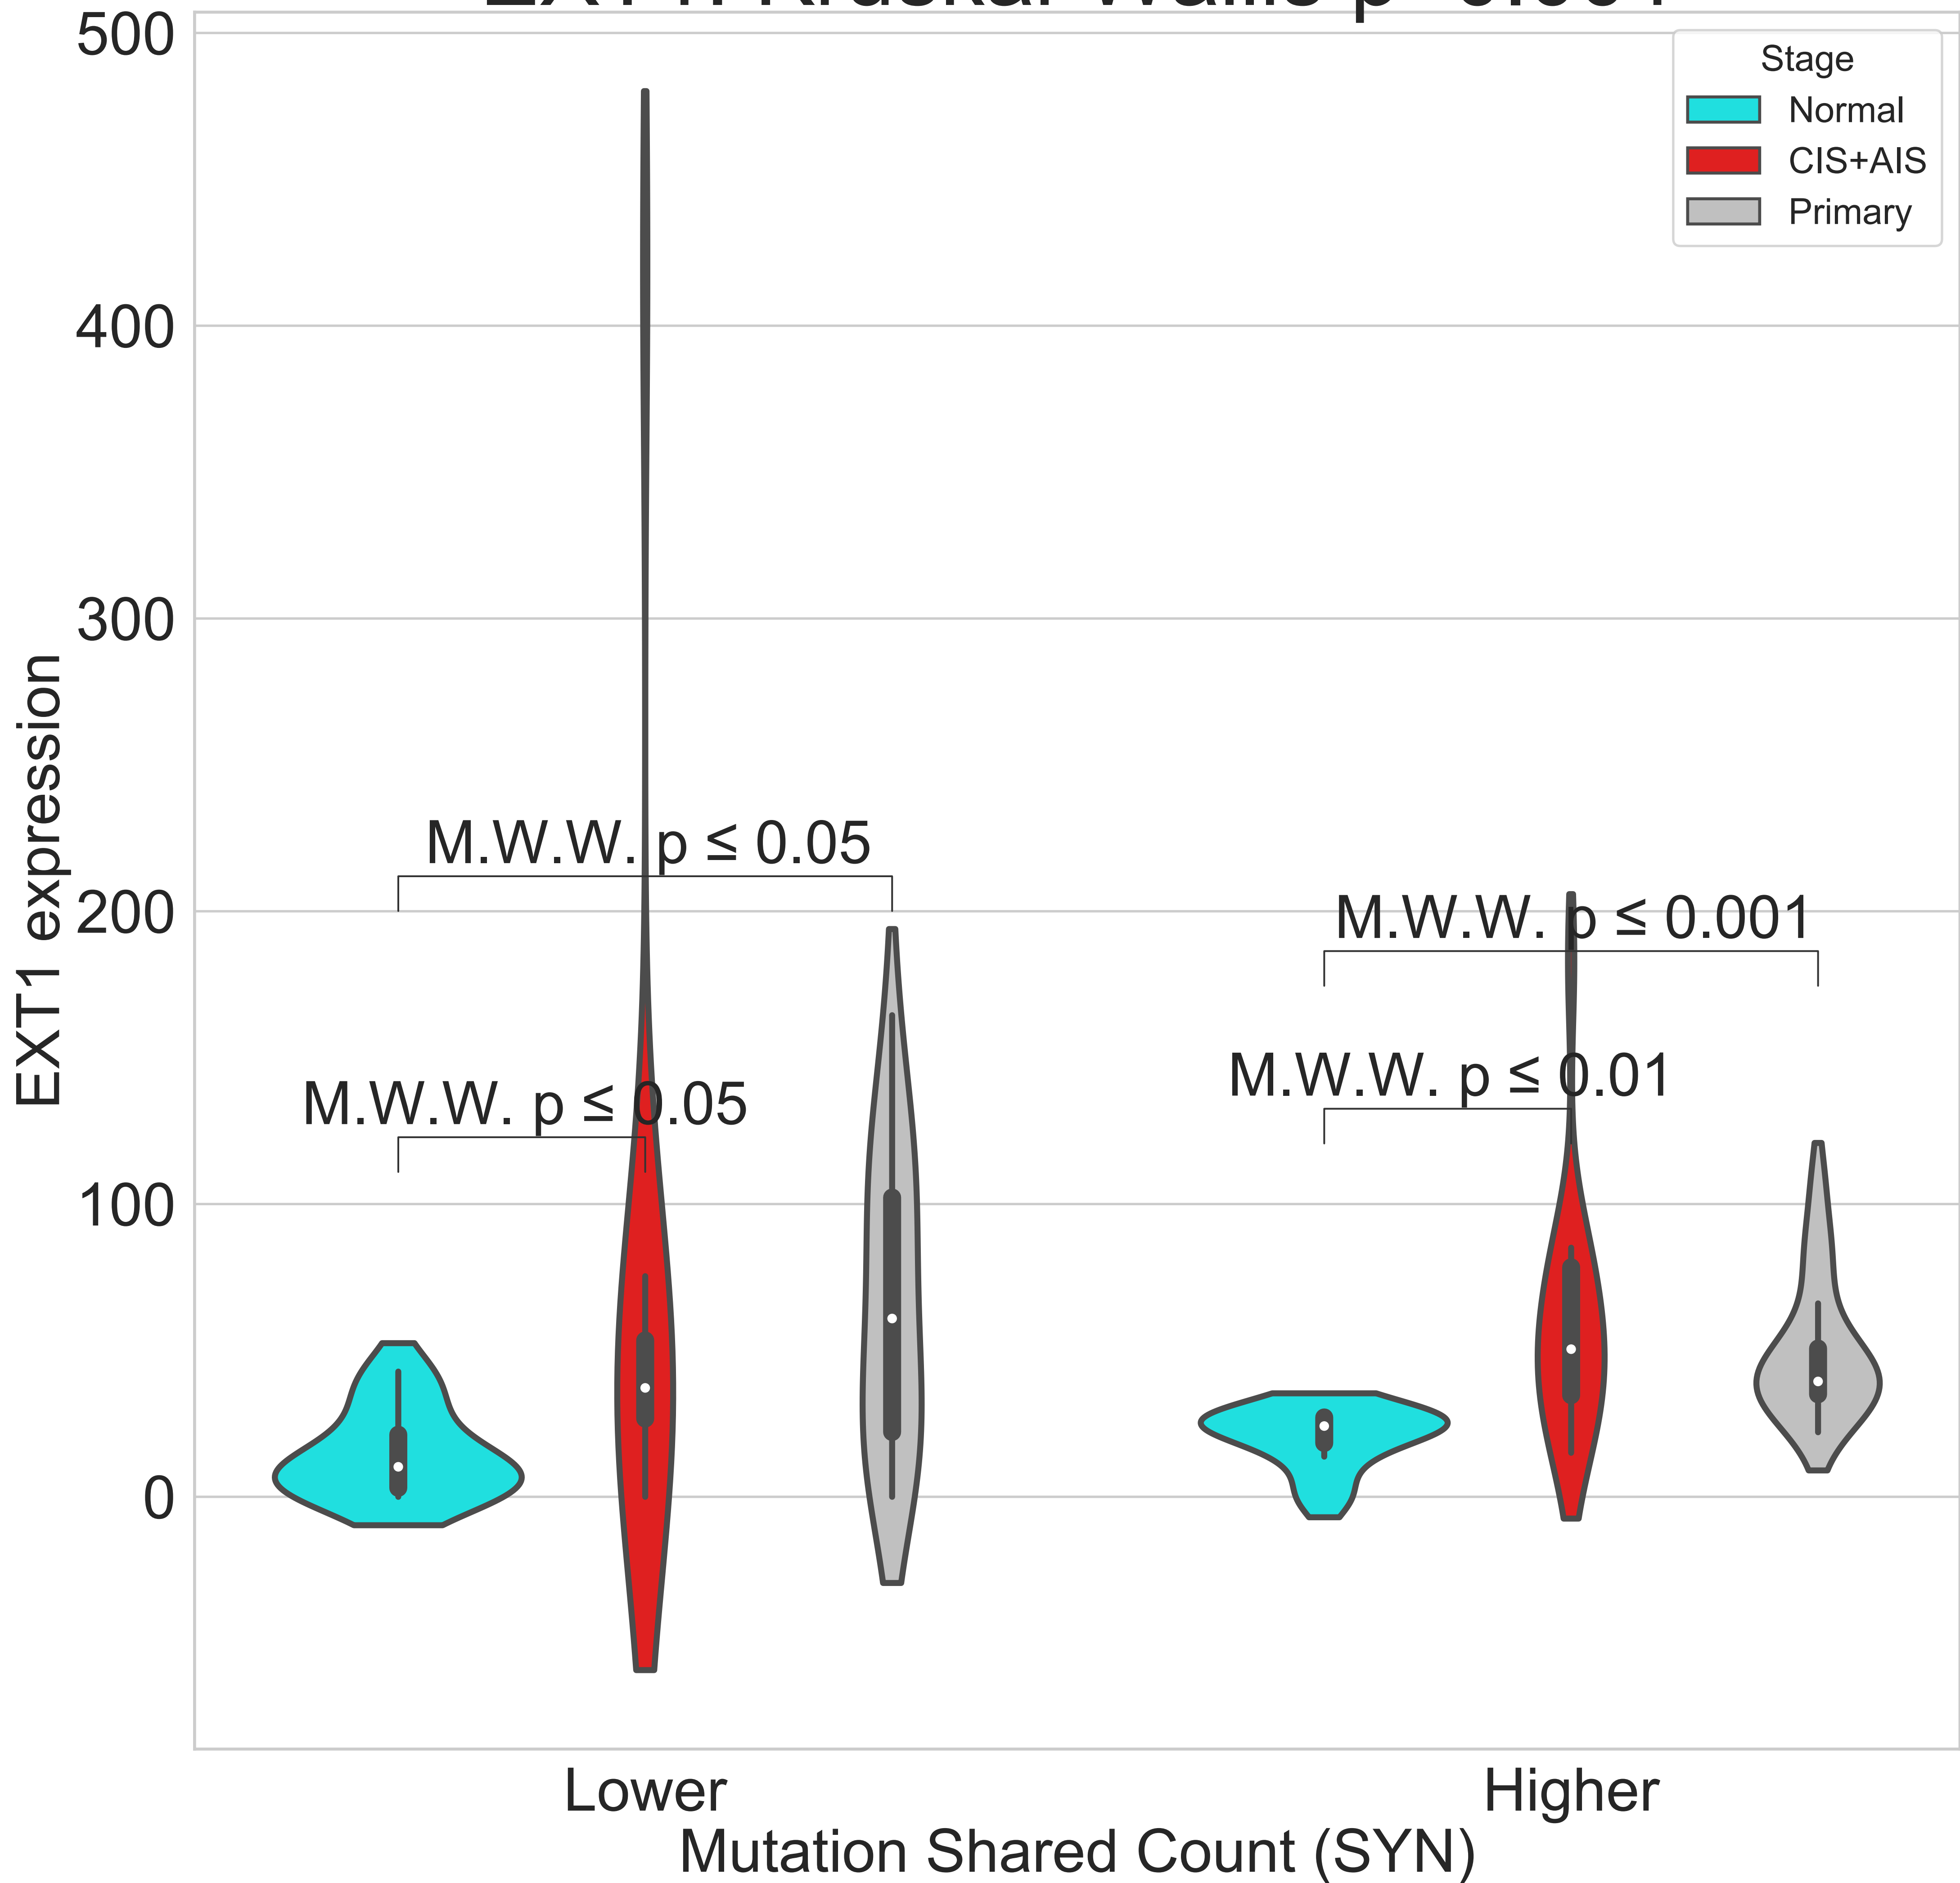 500
Stage
Normal
CIS+AIS
Primary
400
300
200
100
0
EXT1 expression
M.W.W. p ≤ 0.05
M.W.W. p ≤ 0.001
M.W.W. p ≤ 0.01
M.W.W. p ≤ 0.05
Lower
Higher
Mutation Shared Count (SYN)